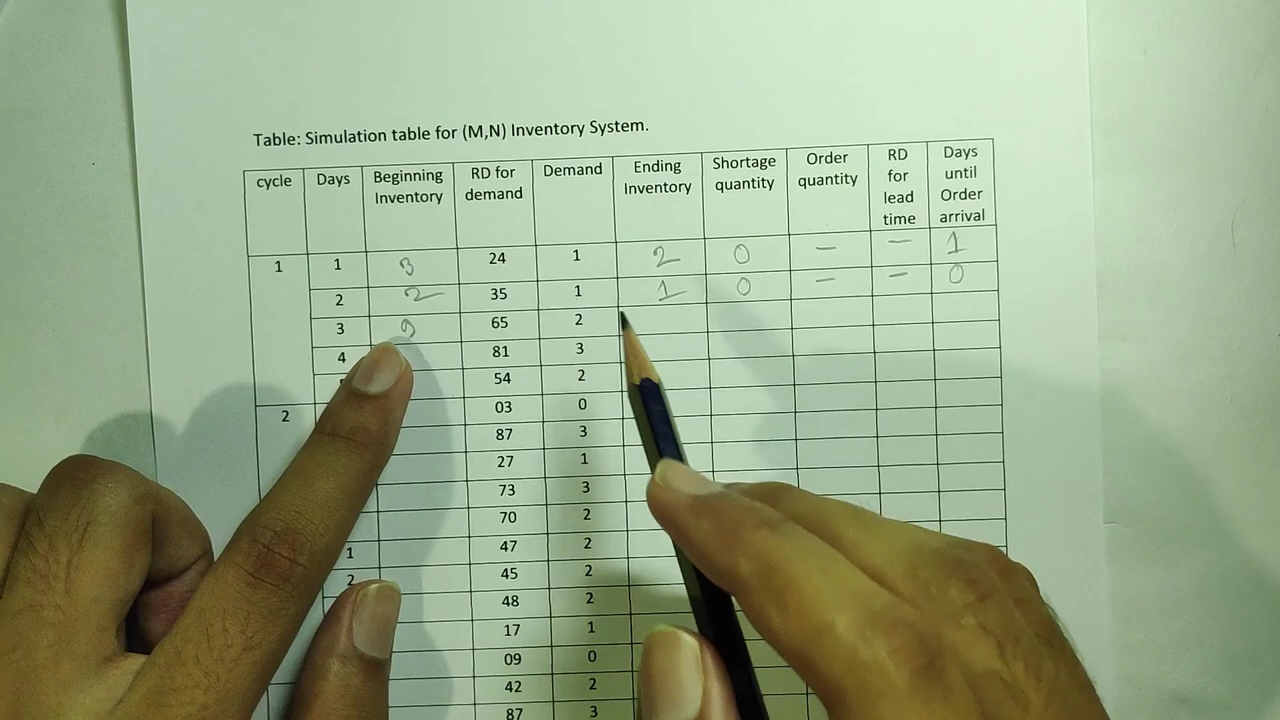 Table: Simulation table for (M,N) Inventory System.
cycle Days Beginning Inventory RD for demand Demand Ending Inventory Shortage quantity Order quantity RD for lead time Days until Order arrival
1 1 3 24 1 2 0 – – 1
2 2 35 1 1 0 – – 0
3 9 65 2
4 81 3
54 2
2 03 0
87 3
27 1
73 3
70 2
1 47 2
2 45 2
48 2
17 1
09 0
42 2
87 3